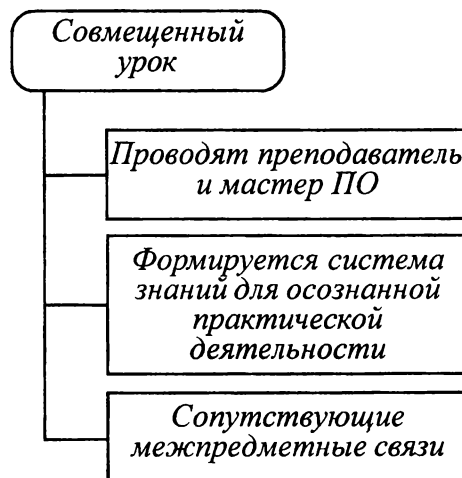 Совмещенный
урок
Проводят преподаватель
и мастер ПО
Формируется система
знаний для осознанной
практической
деятельности
Сопутствующие
межпредметные связи